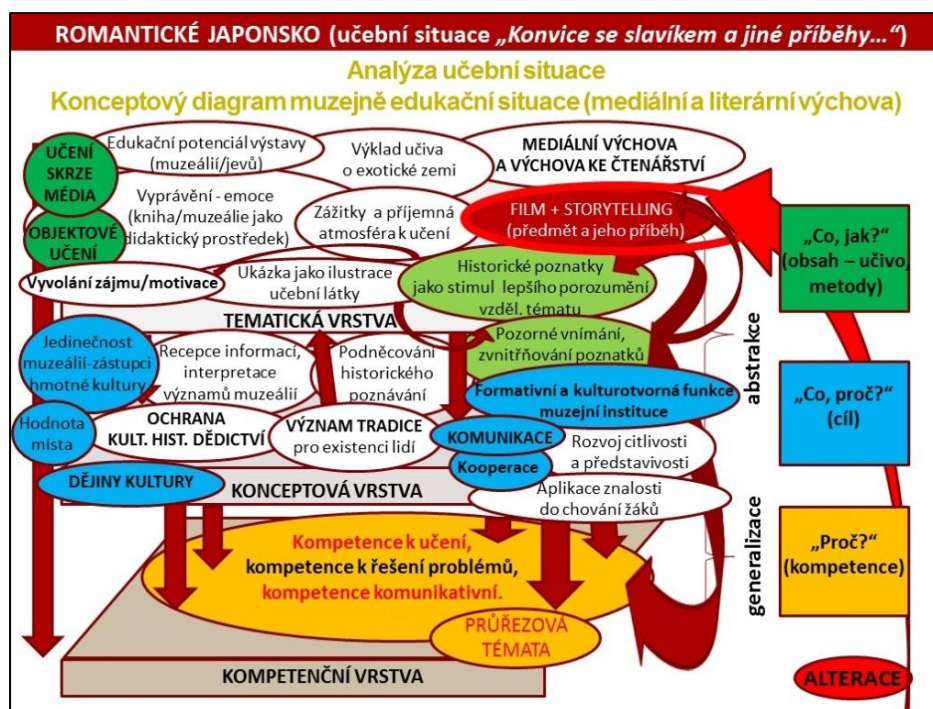 ROMANTICKÉ JAPONSKO (učební situace „Konvice se slavíkem a jiné příběhy...“)
Analýza učební situace
Konceptový diagram muzejně edukační situace (mediální a literární výchova)
UČENÍ
SKRZE
MÉDIA
Edukační potenciál výstavy
(muzeálií/jevů)
Výklad učiva
o exotické zemi
MEDIÁLNÍ VÝCHOVA
A VÝCHOVA KE ČTENÁŘSTVÍ
OBJEKTOVÉ
UČENÍ
Vyprávění - emoce
(kniha/muzeálie jako
didaktický prostředek)
Zážitky a příjemná
atmosféra k učení
FILM + STORYTELLING
(předmět a jeho příběh)
Vyvolání zájmu/motivace
Ukázka jako ilustrace
učební látky
Historické poznatky
jako stimul lepšího porozumění
vzděl. tématu
TEMATICKÁ VRSTVA
Pozorné vnímání,
zvnitřňování poznatků
Jedinečnost
muzeálií-zástupci
hmotné kultury
Recepce informací,
interpretace
významů muzeálií
Podněcování
historického
poznávání
Formativní a kulturotvorná funkce
muzejní instituce
Hodnota
místa
OCHRANA
KULT. HIST. DĚDICTVÍ
VÝZNAM TRADICE
pro existenci lidí
KOMUNIKACE
Kooperace
Rozvoj citlivosti
a představivosti
DĚJINY KULTURY
KONCEPTOVÁ VRSTVA
Aplikace znalostí
do chování žáků
Kompetence k učení,
kompetence k řešení problémů,
kompetence komunikativní.
PRŮŘEZOVÁ
TÉMATA
KOMPETENČNÍ VRSTVA
abstrakce
generalizace
„Co, jak?“
(obsah – učivo,
metody)
„Co, proč?“
(cíl)
„Proč?“
(kompetence)
ALTERACE